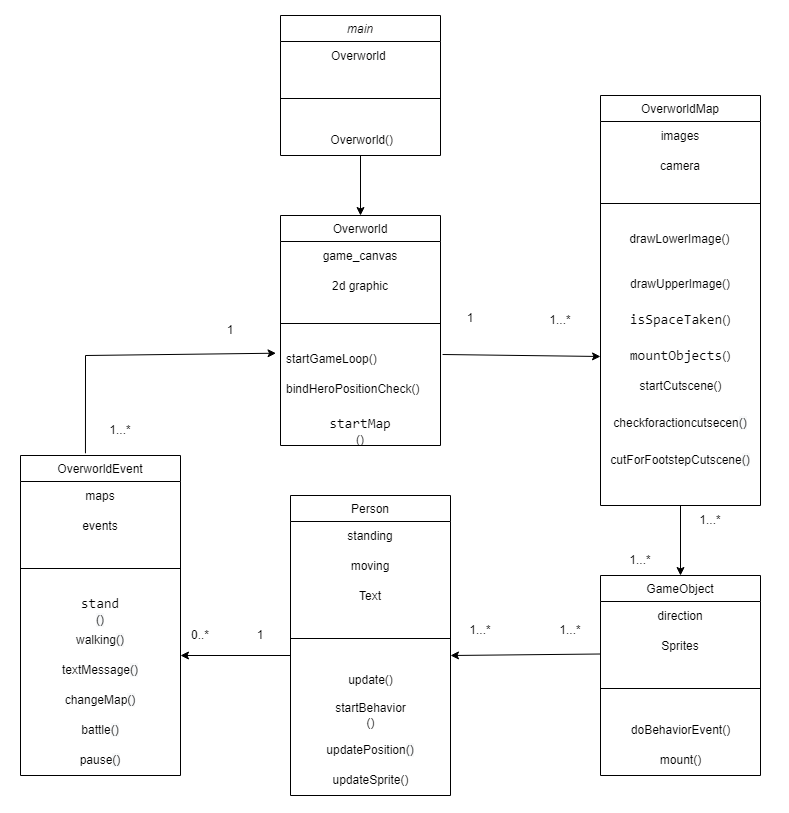 main
Overworld
Overworld()
OverworldMap
images
camera
drawLowerImage()
drawUpperImage()
isSpaceTaken()
mountObjects()
startCutscene()
checkforactioncutsecen()
cutForFootstepCutscene()
Overworld
game_canvas
2d graphic
startGameLoop()
bindHeroPositionCheck()
startMap
()
1
1...*
1
1...*
OverworldEvent
maps
events
stand
()
walking()
textMessage()
changeMap()
battle()
pause()
0..*
1
Person
standing
moving
Text
update()
startBehavior
()
updatePosition()
updateSprite()
1...*
1...*
1...*
1...*
GameObject
direction
Sprites
doBehaviorEvent()
mount()